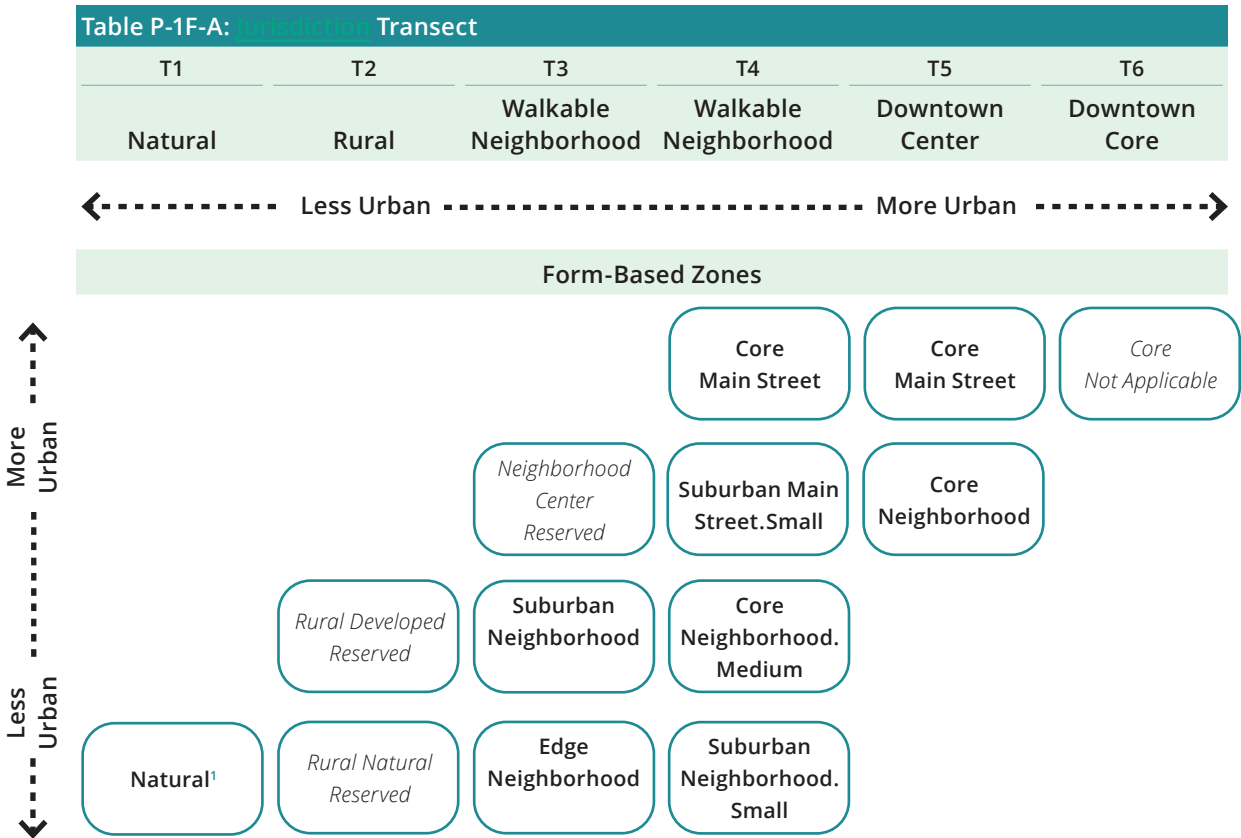 Table P-1F-A: Jurisdiction Transect
T1 T2 T3 T4 T5 T6
Natural
Rural
Walkable
Neighborhood
Walkable
Neighborhood
Downtown
Center
Downtown
Core
Less Urban
More Urban
Form-Based Zones
More
Urban
Less
Urban
Core
Main Street
Core
Main Street
Core
Not Applicable
Neighborhood
Center
Reserved
Suburban Main
Street.Small
Core
Neighborhood
Rural Developed
Reserved
Suburban
Neighborhood
Core
Neighborhood.
Medium
Natural¹
Rural Natural
Reserved
Edge
Neighborhood
Suburban
Neighborhood.
Small